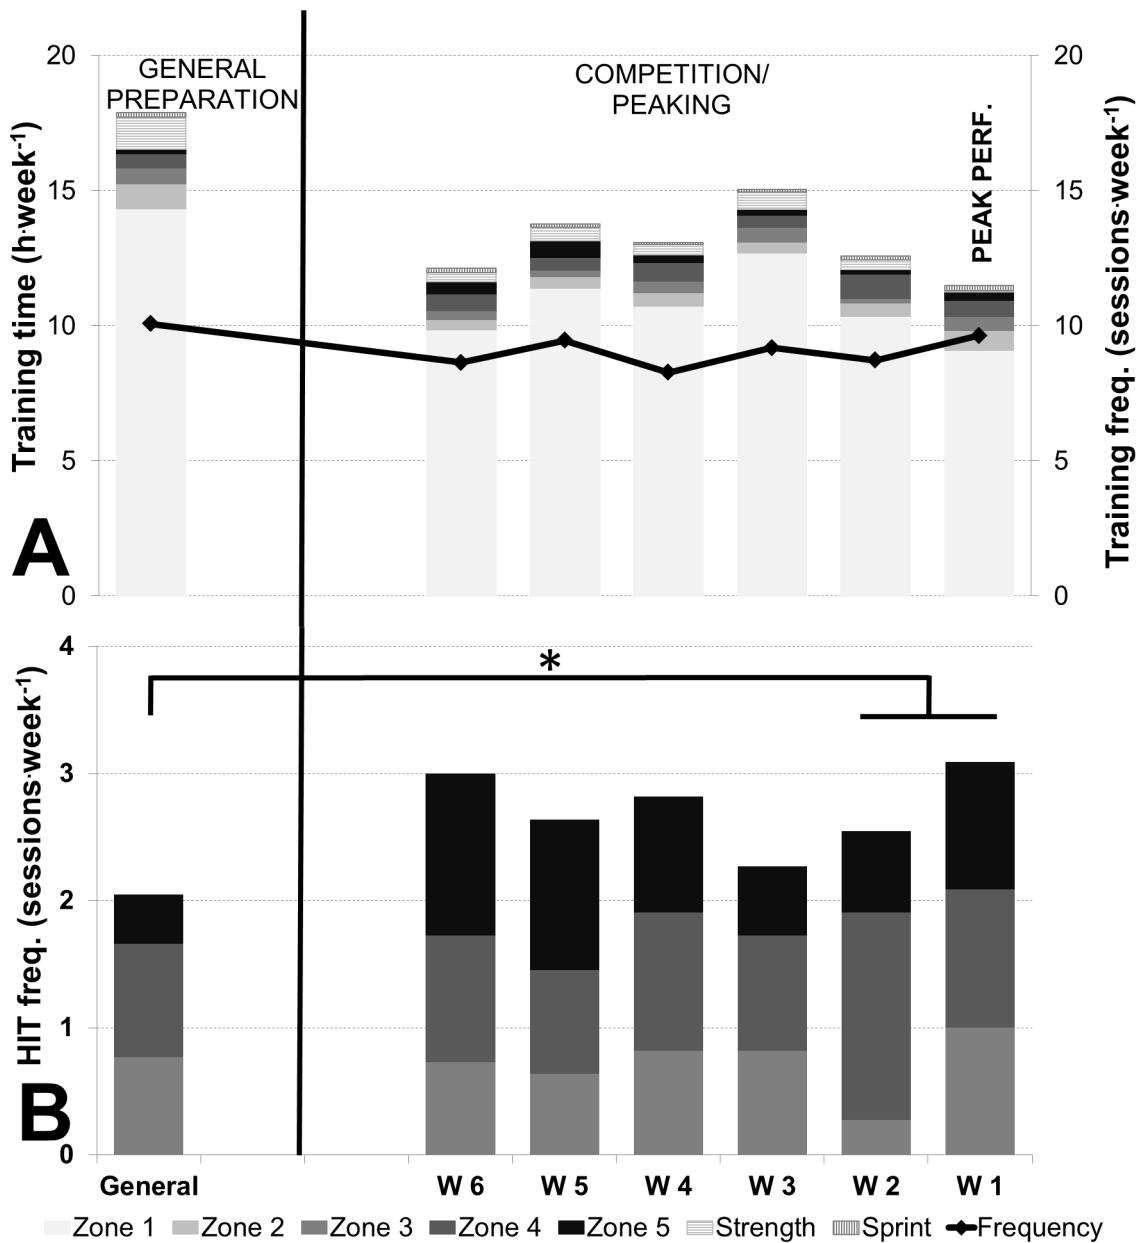 20
15
10
5
0
Training time (h·week-1)
GENERAL
PREPARATION
COMPETITION/
PEAKING
PEAK PERF.
20
15
10
5
0
Training freq. (sessions·week-1)
A
4
3
2
1
0
HIT freq. (sessions·week-1)
*
B
General W 6 W 5 W 4 W 3 W 2 W 1
Zone 1 Zone 2 Zone 3 Zone 4 Zone 5 Strength Sprint Frequency